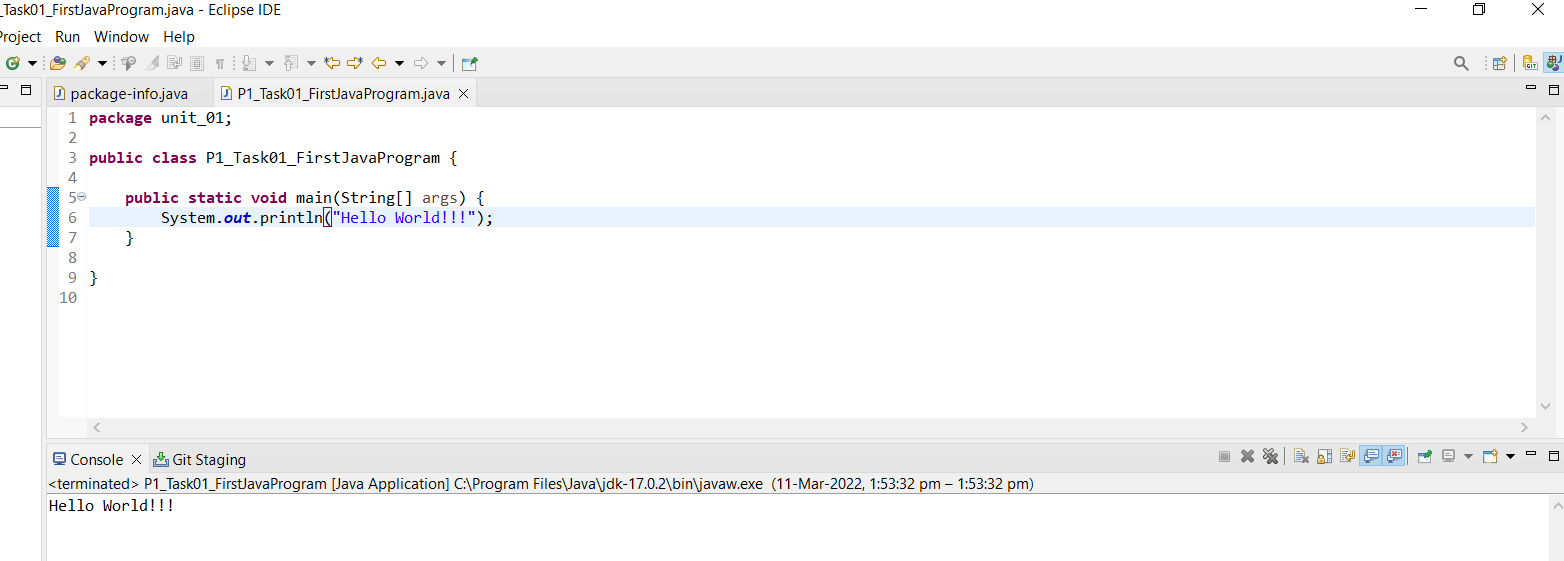 _Task01_FirstJavaProgram.java - Eclipse IDE
Project Run Window Help
package-info.java P1_Task01_FirstJavaProgram.java
1 package unit_01;
2
3 public class P1_Task01_FirstJavaProgram {
4
5 public static void main(String[] args) {
6 System.out.println("Hello World!!!");
7 }
8
9 }
10
Console Git Staging
<terminated> P1_Task01_FirstJavaProgram [Java Application] C:\Program Files\Java\jdk-17.0.2\bin\javaw.exe (11-Mar-2022, 1:53:32 pm – 1:53:32 pm)
Hello World!!!